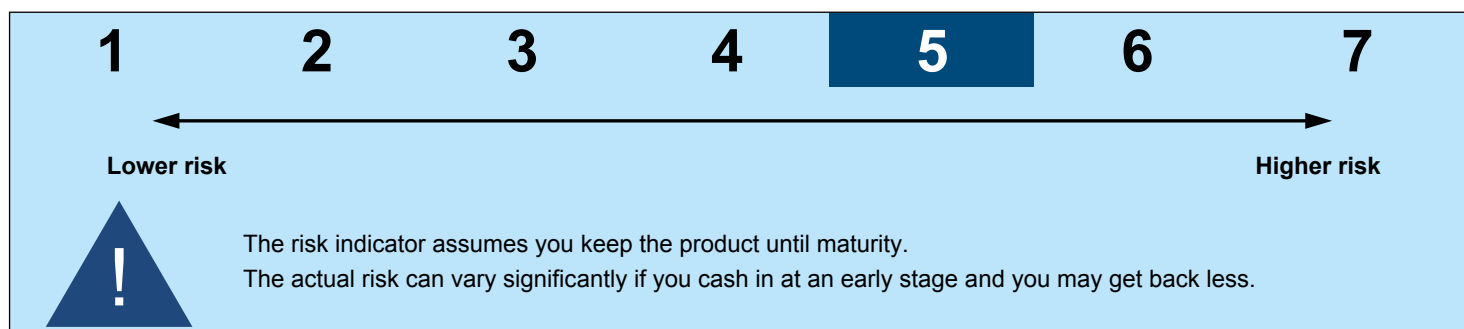 1 2 3 4 5 6 7
Lower risk Higher risk
!
The risk indicator assumes you keep the product until maturity.
The actual risk can vary significantly if you cash in at an early stage and you may get back less.